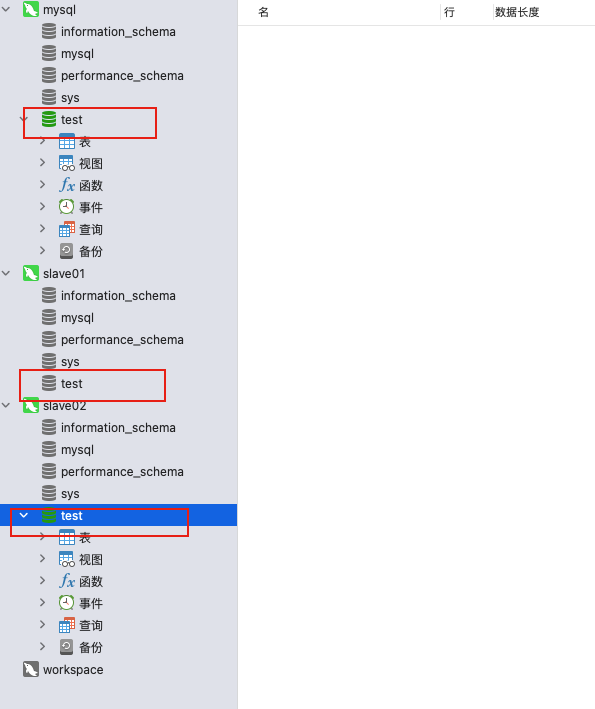 mysql
information_schema
mysql
performance_schema
sys
test
表
视图
fx 函数
事件
查询
备份
slave01
information_schema
mysql
performance_schema
sys
test
slave02
information_schema
mysql
performance_schema
sys
test
表
视图
fx 函数
事件
查询
备份
workspace
名 行 数据长度